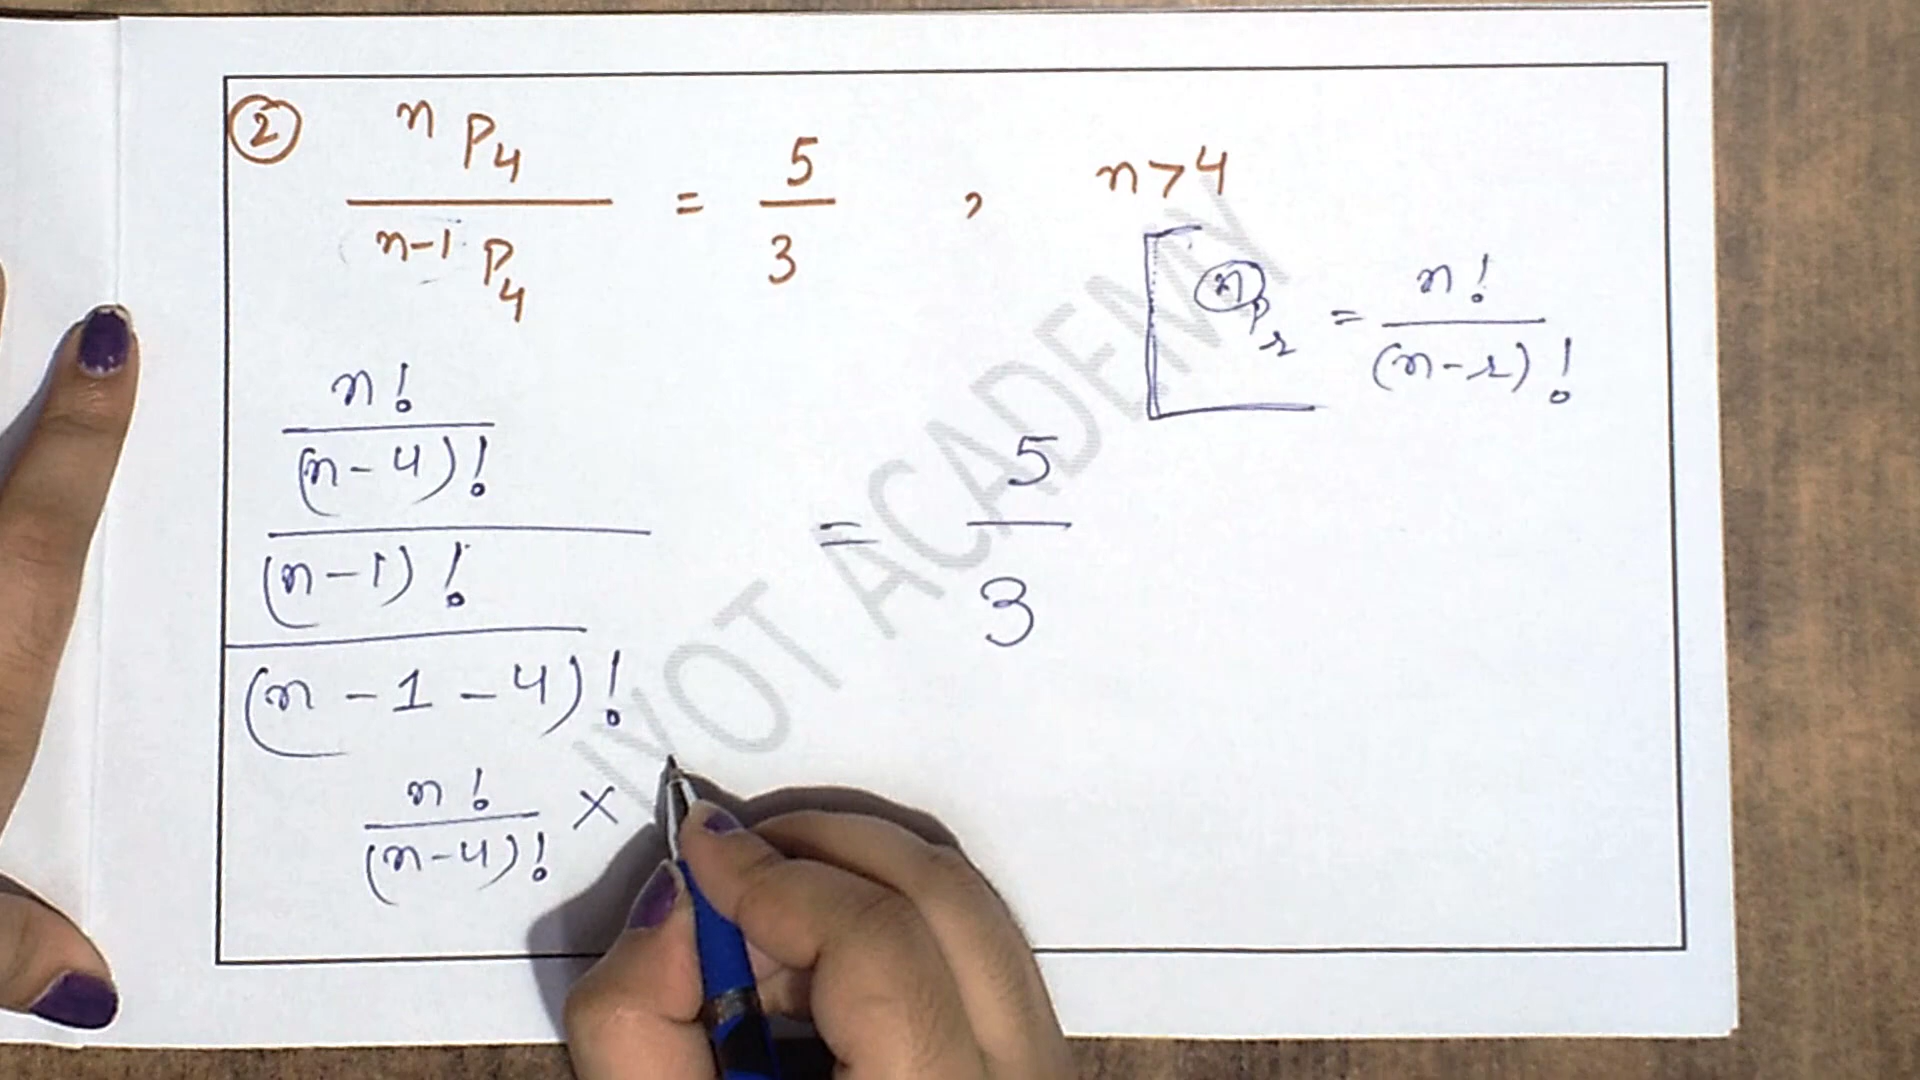 ② ⁿP₄ / ⁿ⁻¹P₄ = 5/3 , n>4
ⁿPᵣ = n! / (n-r)!
n! / (n-4)!
(n-1)! / (n-1-4)! = 5/3
n! / (n-4)! ×
JYOT ACADEMY